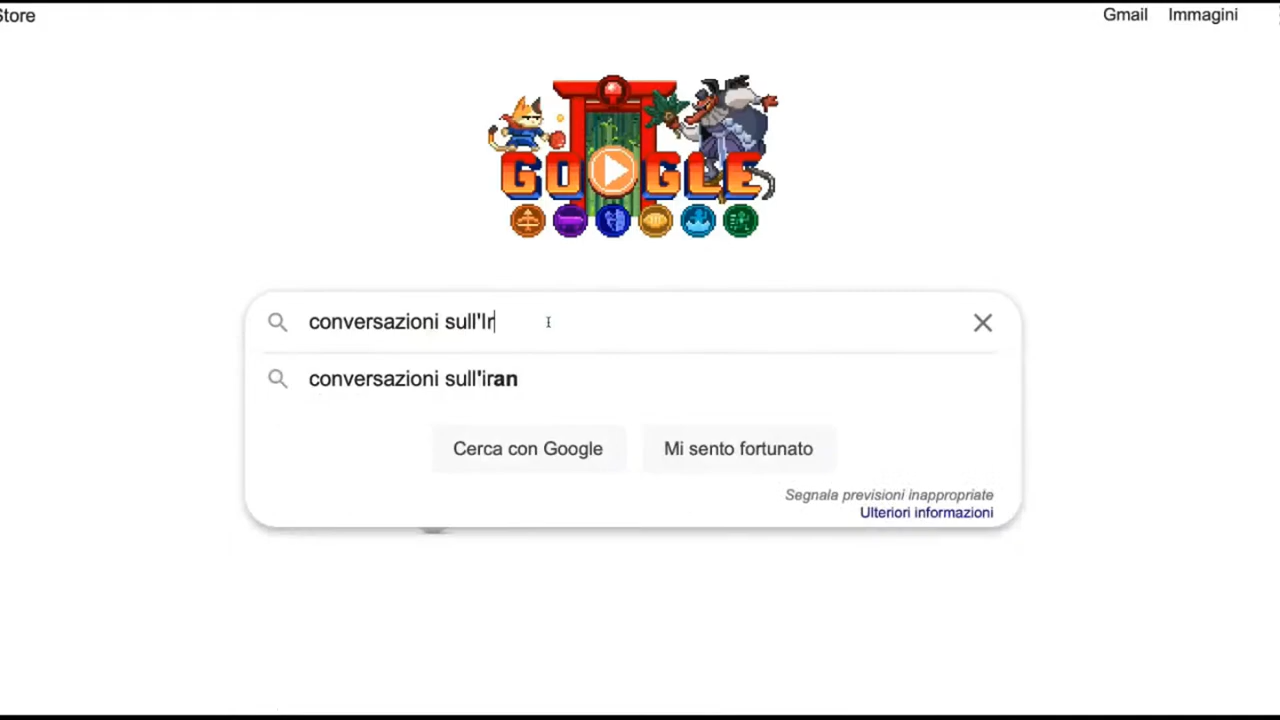 Store
Gmail Immagini
GOOGLE
conversazioni sull'Ir
conversazioni sull'iran
Cerca con Google Mi sento fortunato
Segnala previsioni inappropriate
Ulteriori informazioni